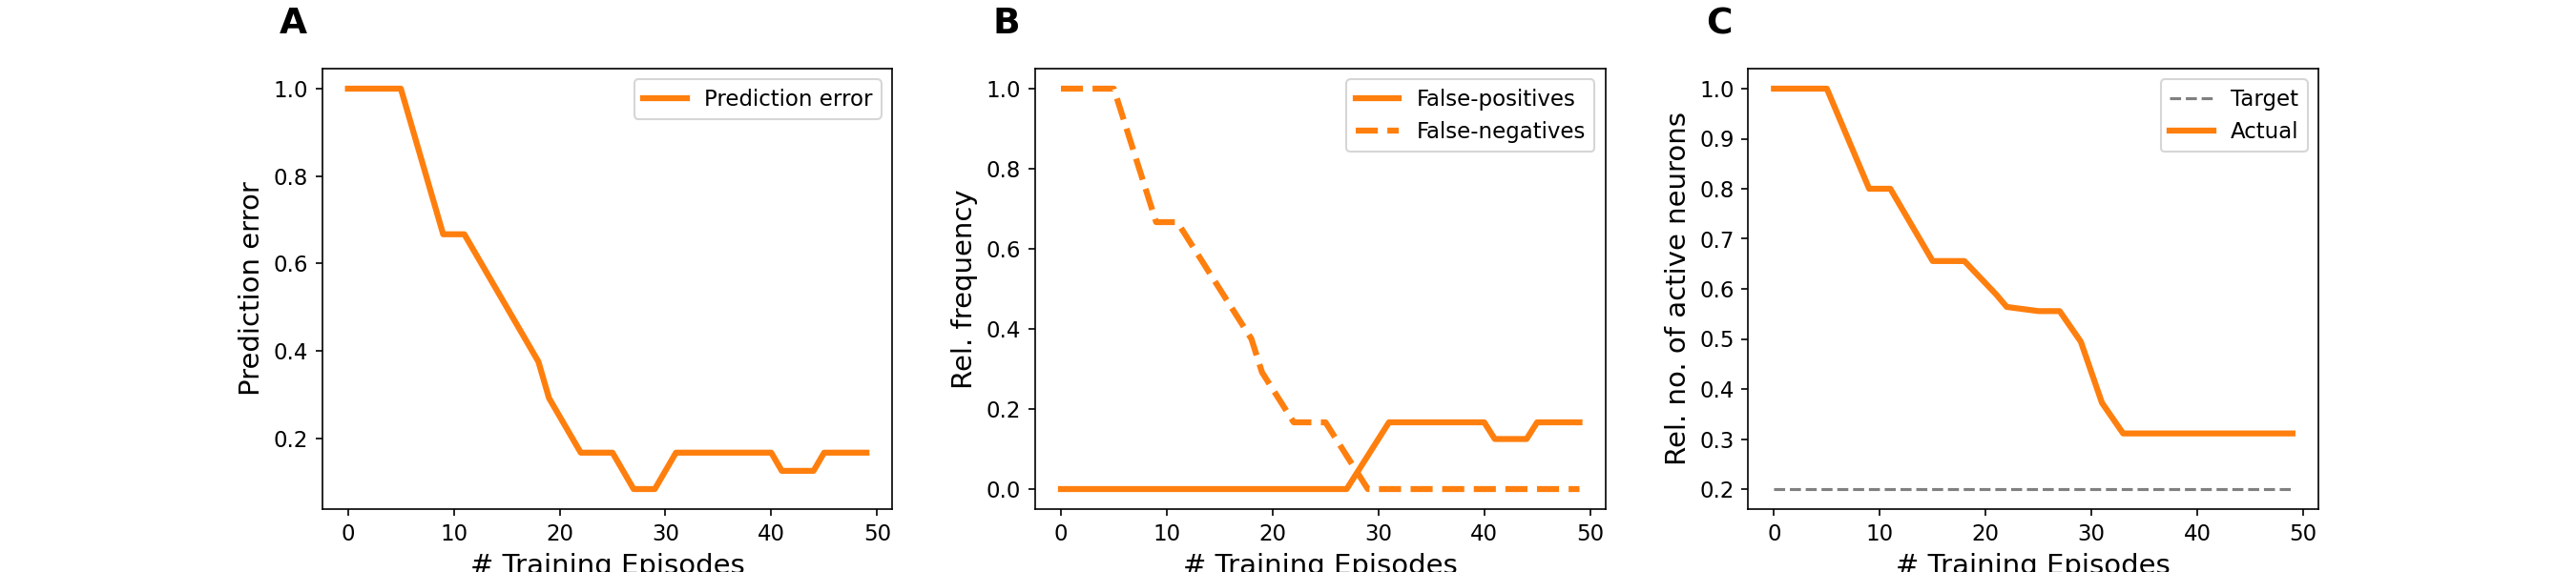 A
Prediction error
1.0
0.8
0.6
0.4
0.2
Prediction error
0
10
20
30
40
50
# Training Episodes
B
Rel. frequency
1.0
0.8
0.6
0.4
0.2
0.0
False-positives
False-negatives
0
10
20
30
40
50
# Training Episodes
C
Rel. no. of active neurons
1.0
0.9
0.8
0.7
0.6
0.5
0.4
0.3
0.2
Target
Actual
0
10
20
30
40
50
# Training Episodes